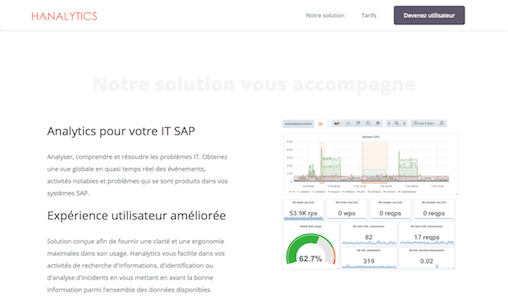 HANALYTICS
Notre solution
Tarifs
Devenez utilisateur
Notre solution vous accompagne
Analytics pour votre IT SAP
Analyser, comprendre et résoudre les problèmes IT. Obtenez
une vue globale en quasi temps réel des événements,
activités notables et problèmes qui se sont produits dans vos
systèmes SAP.
Expérience utilisateur améliorée
Solution conçue afin de fournir une clarté et une ergonomie
maximales dans son usage. Hanalytics vous facilite dans vos
activités de recherche d'informations, d'identification ou
d'analyse d'incidents en vous mettant en avant la bonne
information parmi l'ensemble des données disponibles.
System CPU
53.9K rps
0 wps
0 reqps
0 rps
82
17 reqps
62.7%
319
0.02